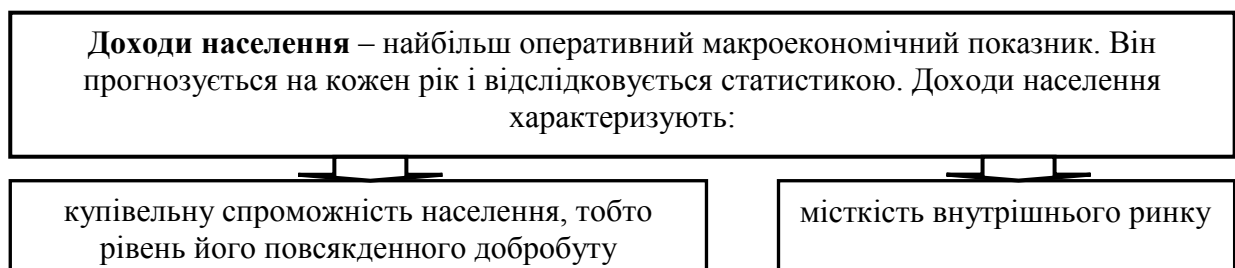 Доходи населення – найбільш оперативний макроекономічний показник. Він
прогнозується на кожен рік і відслідковується статистикою. Доходи населення
характеризують:
купівельну спроможність населення, тобто
рівень його повсякденного добробуту
місткість внутрішнього ринку